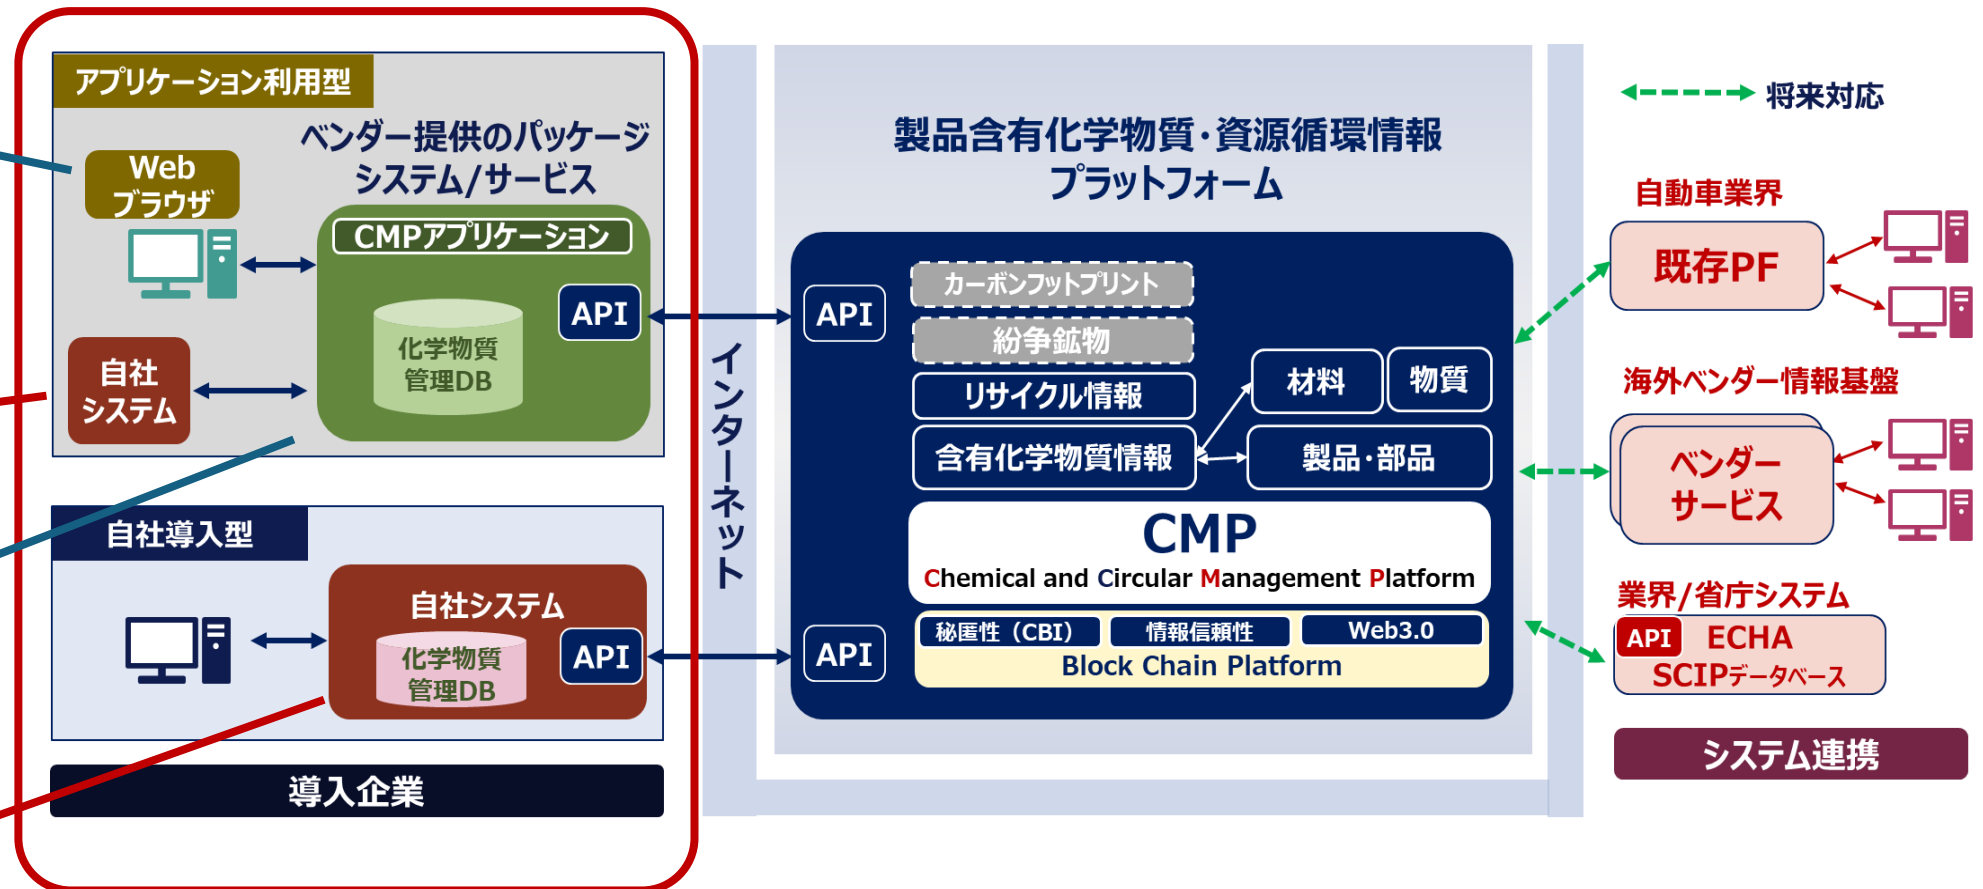 アプリケーション利用型
ベンダー提供のパッケージ
システム/サービス
Web
ブラウザ
CMPアプリケーション
化学物質
管理DB
API
自社
システム
自社導入型
自社システム
化学物質
管理DB
API
導入企業
インターネット
製品含有化学物質・資源循環情報
プラットフォーム
API
カーボンフットプリント
紛争鉱物
リサイクル情報
材料
物質
含有化学物質情報
製品・部品
CMP
Chemical and Circular Management Platform
API
秘匿性（CBI）
情報信頼性
Web3.0
Block Chain Platform
将来対応
自動車業界
既存PF
海外ベンダー情報基盤
ベンダー
サービス
業界/省庁システム
API
ECHA
SCIPデータベース
システム連携